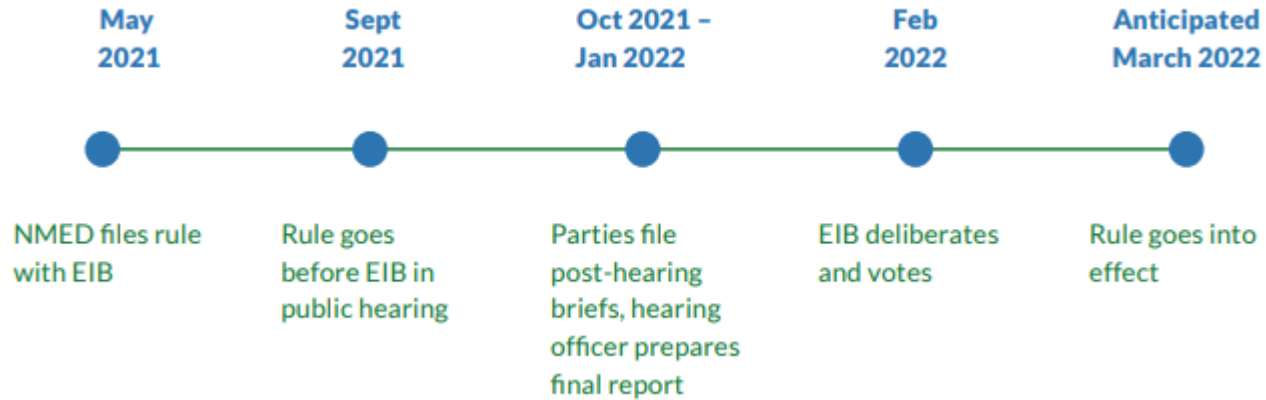 May
2021
Sept
2021
Oct 2021 –
Jan 2022
Feb
2022
Anticipated
March 2022
NMED files rule
with EIB
Rule goes
before EIB in
public hearing
Parties file
post-hearing
briefs, hearing
officer prepares
final report
EIB deliberates
and votes
Rule goes into
effect